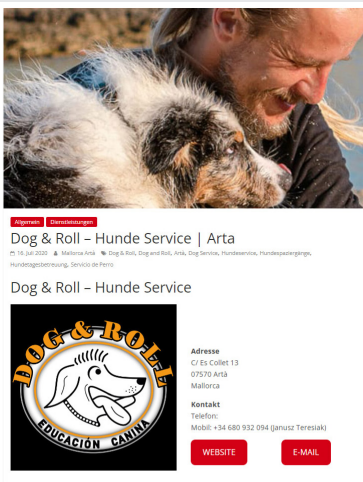 Allgemein Dienstleistungen
Dog & Roll – Hunde Service | Arta
16. Juli 2020 Mallorca Artà Dog & Roll, Dog and Roll, Artà, Dog Service, Hundeservice, Hundespaziergänge,
Hundetagesbetreuung, Servicio de Perro
Dog & Roll – Hunde Service
DOG & ROLL
EDUCACIÓN CANINA
Adresse
C/ Es Collet 13
07570 Artà
Mallorca
Kontakt
Telefon:
Mobil: +34 680 932 094 (Janusz Teresiak)
WEBSITE E-MAIL